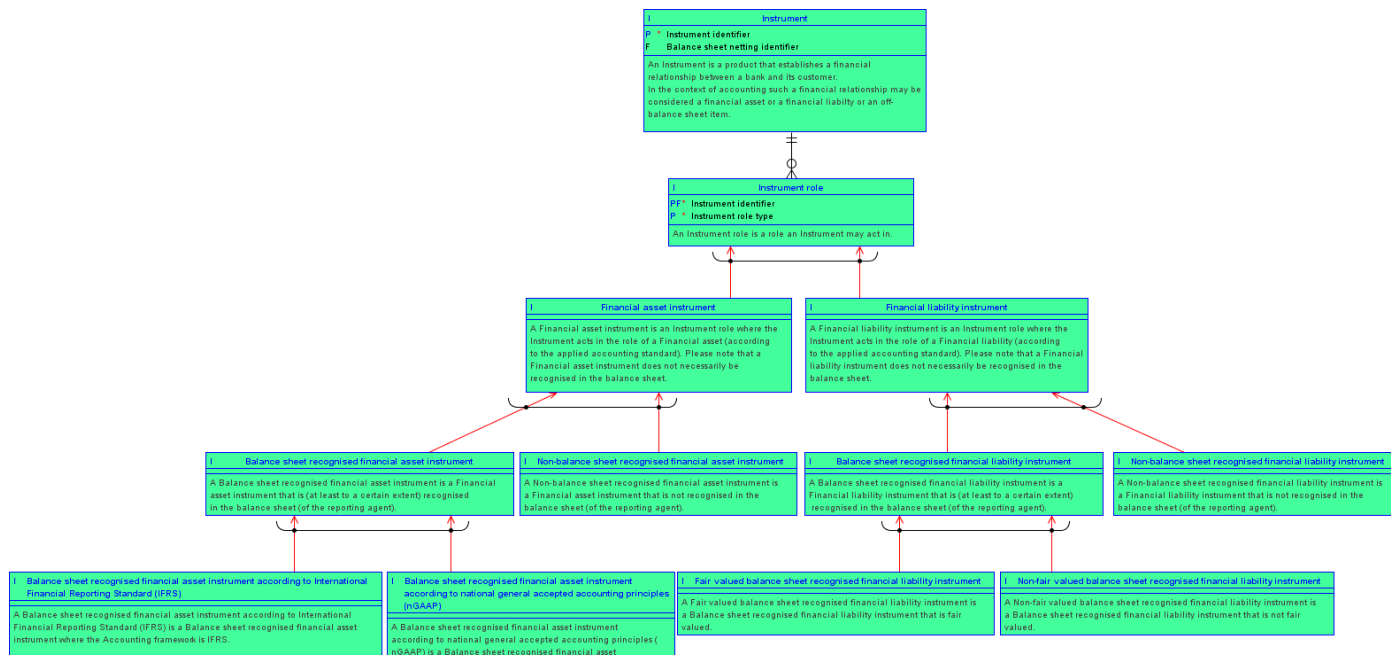 I Instrument
P * Instrument identifier
F Balance sheet netting identifier
An Instrument is a product that establishes a financial
relationship between a bank and its customer.
In the context of accounting such a financial relationship may be
considered a financial asset or a financial liabilty or an off-
balance sheet item.
I Instrument role
PF* Instrument identifier
P * Instrument role type
An Instrument role is a role an Instrument may act in.
I Financial asset instrument
A Financial asset instrument is an Instrument role where the
Instrument acts in the role of a Financial asset (according
to the applied accounting standard). Please note that a
Financial asset instrument does not necessarily be
recognised in the balance sheet.
I Financial liability instrument
A Financial liability instrument is an Instrument role where the
Instrument acts in the role of a Financial liability (according
to the applied accounting standard). Please note that a Financial
liability instrument does not necessarily be recognised in the
balance sheet.
I Balance sheet recognised financial asset instrument
A Balance sheet recognised financial asset instrument is a Financial
asset instrument that is (at least to a certain extent) recognised
in the balance sheet (of the reporting agent).
I Non-balance sheet recognised financial asset instrument
A Non-balance sheet recognised financial asset instrument is
a Financial asset instrument that is not recognised in the
balance sheet (of the reporting agent).
I Balance sheet recognised financial liability instrument
A Balance sheet recognised financial liability instrument is a
Financial liability instrument that is (at least to a certain extent)
recognised in the balance sheet (of the reporting agent).
I Non-balance sheet recognised financial liability instrument
A Non-balance sheet recognised financial liability instrument is
a Financial liability instrument that is not recognised in the
balance sheet (of the reporting agent).
I Balance sheet recognised financial asset instrument according to International
Financial Reporting Standard (IFRS)
A Balance sheet recognised financial asset instrument according to International
Financial Reporting Standard (IFRS) is a Balance sheet recognised financial asset
instrument where the Accounting framework is IFRS.
I Balance sheet recognised financial asset instrument
according to national general accepted accounting principles
(nGAAP)
A Balance sheet recognised financial asset instrument
according to national general accepted accounting principles (
nGAAP) is a Balance sheet recognised financial asset
I Fair valued balance sheet recognised financial liability instrument
A Fair valued balance sheet recognised financial liability instrument is
a Balance sheet recognised financial liability instrument that is fair
valued.
I Non-fair valued balance sheet recognised financial liability instrument
A Non-fair valued balance sheet recognised financial liability instrument is
a Balance sheet recognised financial liability instrument that is not fair
valued.